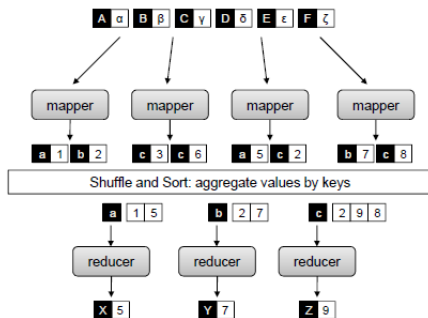 A α B β C γ D δ E ε F ζ
mapper mapper mapper mapper
a 1 b 2 c 3 c 6 a 5 c 2 b 7 c 8
Shuffle and Sort: aggregate values by keys
a 1 5 b 2 7 c 2 9 8
reducer reducer reducer
X 5 Y 7 Z 9